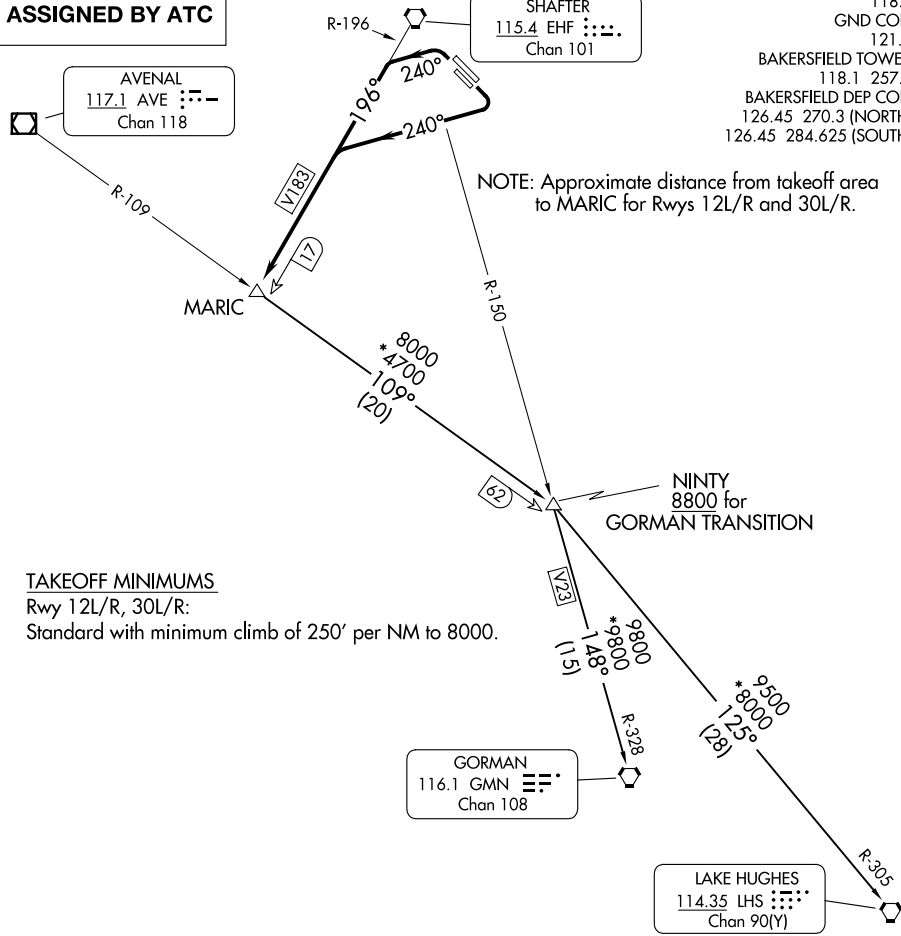 ASSIGNED BY ATC
SHAFTER
115.4 EHF
Chan 101
R-196
118.
GND CO
121.
BAKERSFIELD TOWE
118.1 257.
BAKERSFIELD DEP CO
126.45 270.3 (NORTH
126.45 284.625 (SOUTH
AVENAL
117.1 AVE
Chan 118
240°
196°
240°
R-109
V183
17
NOTE: Approximate distance from takeoff area
to MARIC for Rwys 12L/R and 30L/R.
MARIC
R-150
8000
*4700
109°
(20)
62
NINTY
8800 for
GORMAN TRANSITION
TAKEOFF MINIMUMS
Rwy 12L/R, 30L/R:
Standard with minimum climb of 250' per NM to 8000.
V23
9800
*9800
148°
(15)
9500
*8000
125°
(28)
R-328
GORMAN
116.1 GMN
Chan 108
R-305
LAKE HUGHES
114.35 LHS
Chan 90(Y)